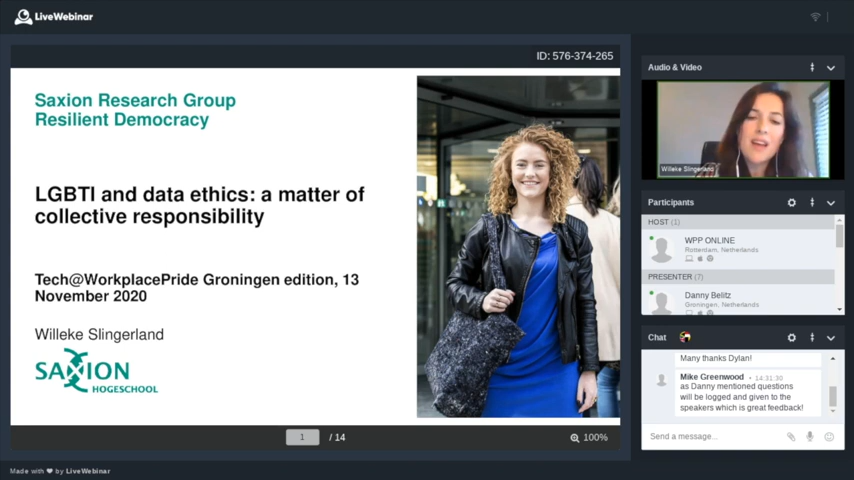 LiveWebinar
ID: 576-374-265
Saxion Research Group
Resilient Democracy
LGBTI and data ethics: a matter of
collective responsibility
Tech@WorkplacePride Groningen edition, 13
November 2020
Willeke Slingerland
SAXION
HOGESCHOOL
1 / 14
100%
Made with ❤ by LiveWebinar
Audio & Video
Willeke Slingerland
Participants
HOST (1)
WPP ONLINE
Rotterdam, Netherlands
PRESENTER (7)
Danny Belitz
Groningen, Netherlands
Chat
Many thanks Dylan!
Mike Greenwood • 14:31:30
as Danny mentioned questions
will be logged and given to the
speakers which is great feedback!
Send a message...